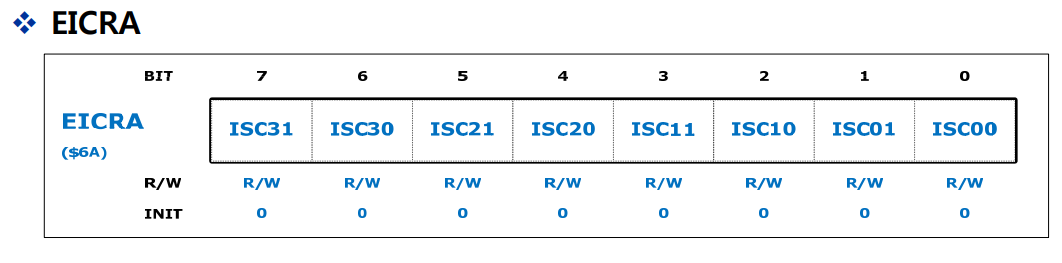 ❖ EICRA
BIT 7 6 5 4 3 2 1 0
EICRA ISC31 ISC30 ISC21 ISC20 ISC11 ISC10 ISC01 ISC00
($6A)
R/W R/W R/W R/W R/W R/W R/W R/W R/W
INIT 0 0 0 0 0 0 0 0